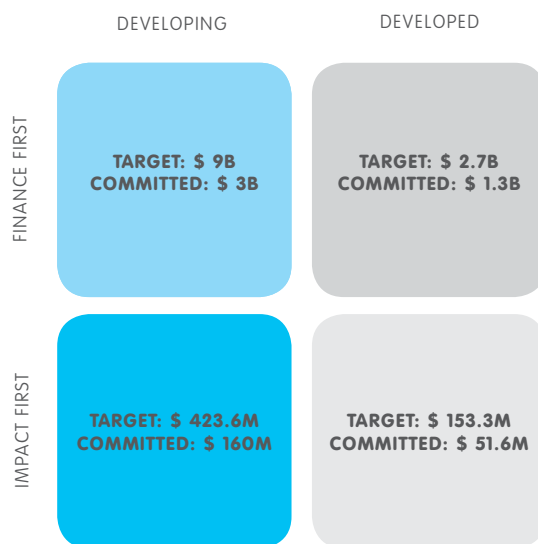 DEVELOPING
DEVELOPED
FINANCE FIRST
TARGET: $ 9B
COMMITTED: $ 3B
TARGET: $ 2.7B
COMMITTED: $ 1.3B
IMPACT FIRST
TARGET: $ 423.6M
COMMITTED: $ 160M
TARGET: $ 153.3M
COMMITTED: $ 51.6M